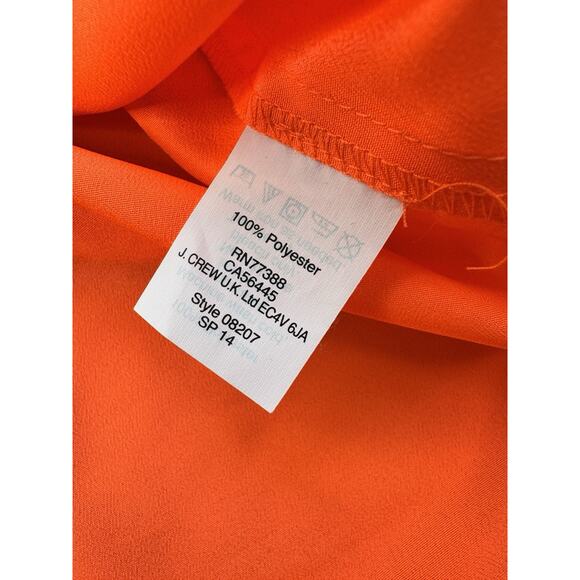 100% Polyester
RN77388
CA56445
J. CREW U.K. Ltd EC4V 6JA
Style 08207
SP 14